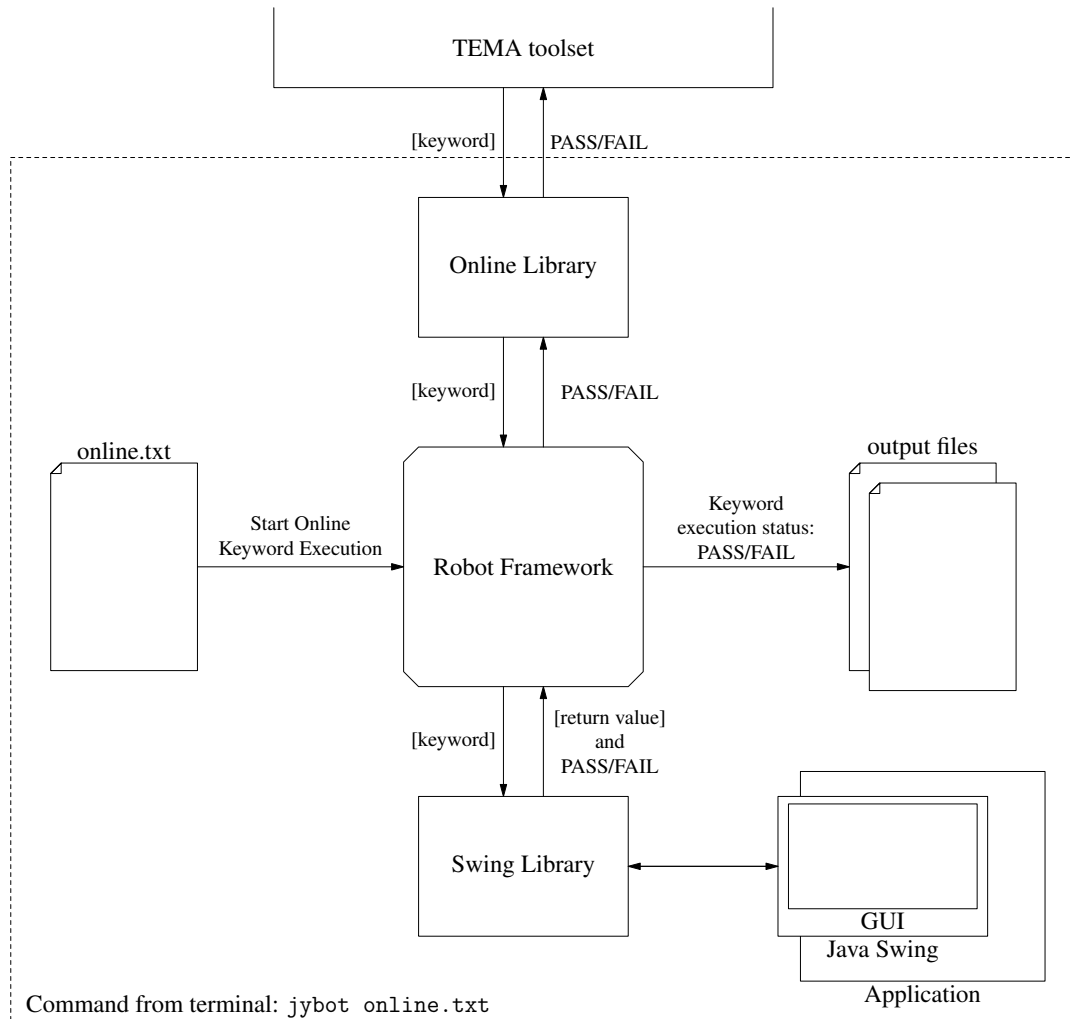 TEMA toolset
[keyword]
PASS/FAIL
Online Library
[keyword]
PASS/FAIL
online.txt
Start Online
Keyword Execution
Robot Framework
output files
Keyword
execution status:
PASS/FAIL
[keyword]
[return value]
and
PASS/FAIL
Swing Library
GUI
Java Swing
Application
Command from terminal: jybot online.txt